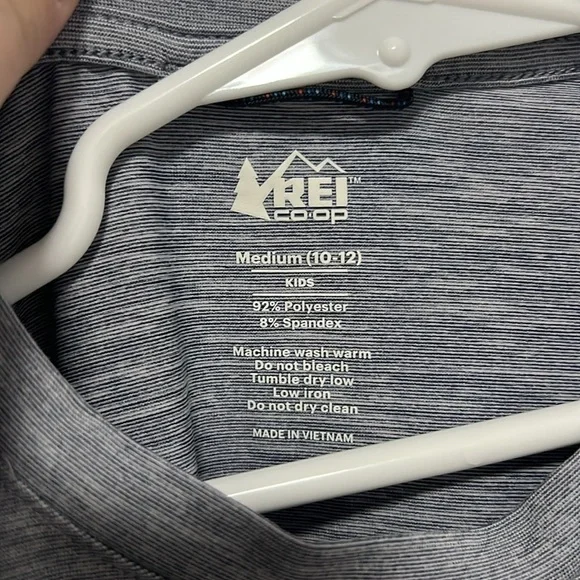 REI™
CO·OP
Medium (10-12)
KIDS
92% Polyester
8% Spandex
Machine wash warm
Do not bleach
Tumble dry low
Low iron
Do not dry clean
MADE IN VIETNAM